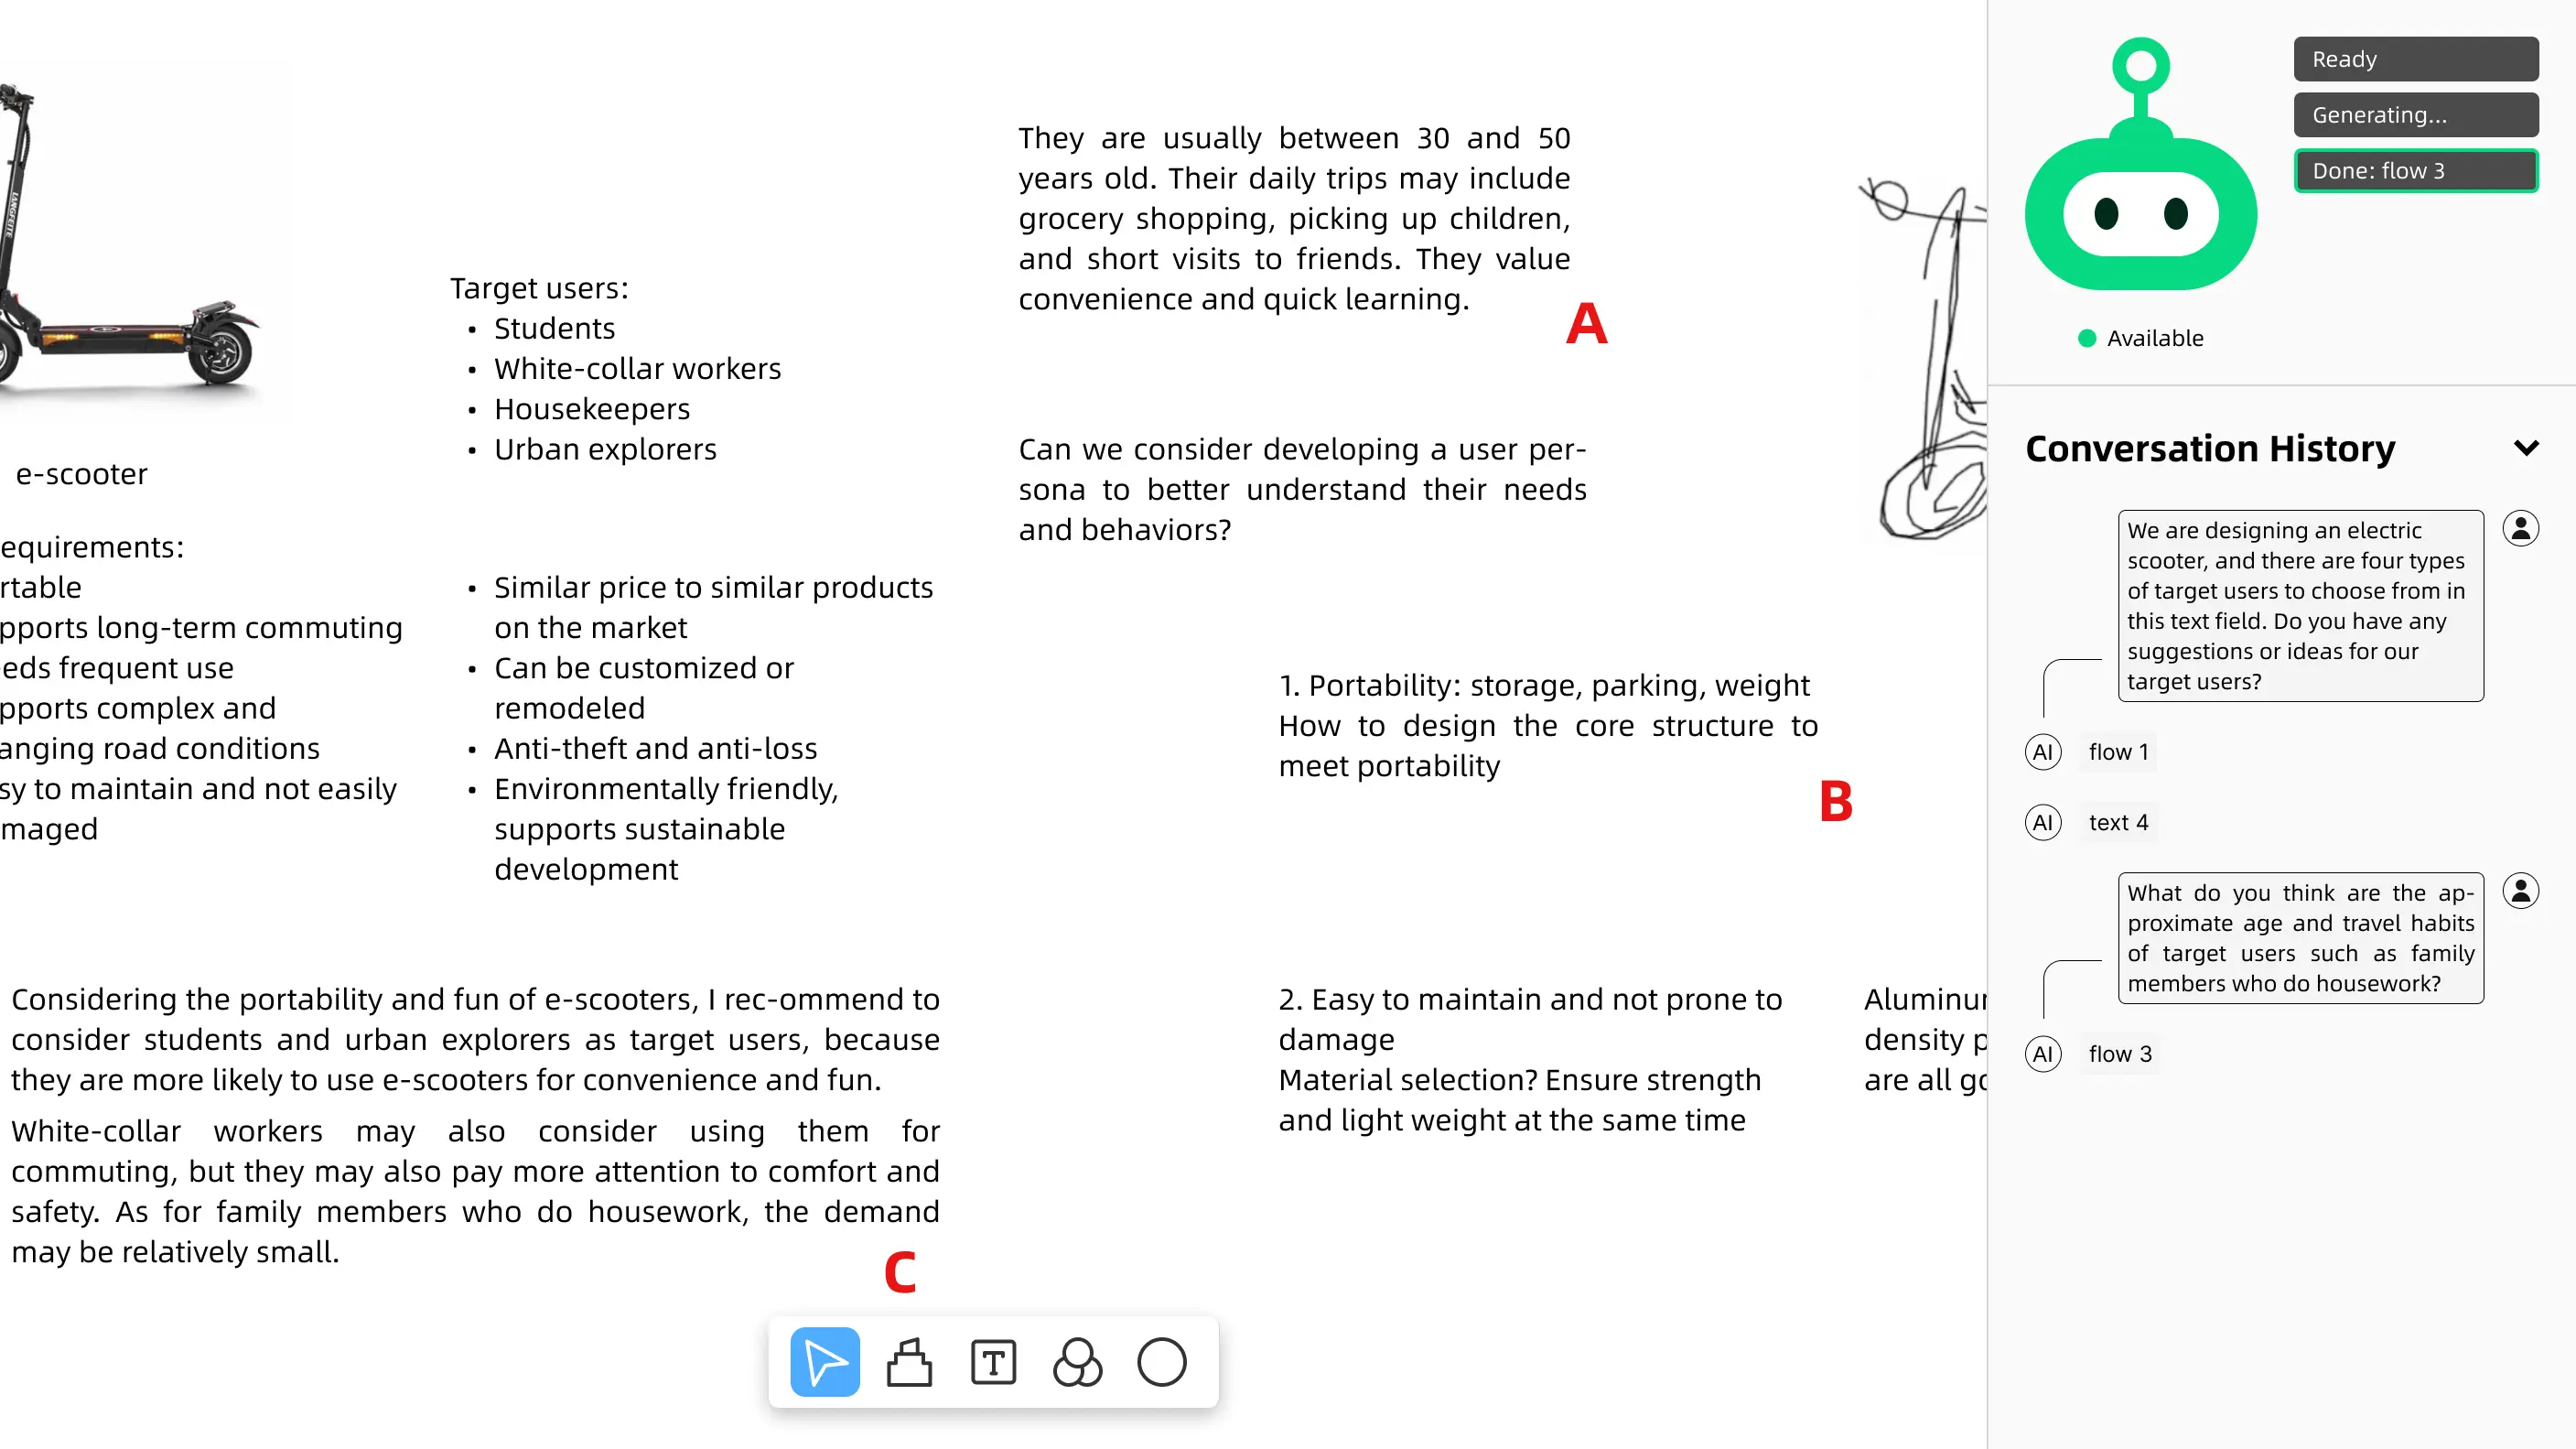 LANGFEITE
e-scooter
equirements:
rtable
pports long-term commuting
eds frequent use
pports complex and
anging road conditions
sy to maintain and not easily
maged
Target users:
• Students
• White-collar workers
• Housekeepers
• Urban explorers
• Similar price to similar products
on the market
• Can be customized or
remodeled
• Anti-theft and anti-loss
• Environmentally friendly,
supports sustainable
development
Considering the portability and fun of e-scooters, I rec-ommend to
consider students and urban explorers as target users, because
they are more likely to use e-scooters for convenience and fun.
White-collar workers may also consider using them for
commuting, but they may also pay more attention to comfort and
safety. As for family members who do housework, the demand
may be relatively small.
C
They are usually between 30 and 50
years old. Their daily trips may include
grocery shopping, picking up children,
and short visits to friends. They value
convenience and quick learning.
A
Can we consider developing a user per-
sona to better understand their needs
and behaviors?
1. Portability: storage, parking, weight
How to design the core structure to
meet portability
B
2. Easy to maintain and not prone to
damage
Material selection? Ensure strength
and light weight at the same time
Aluminu
density p
are all go
T
Ready
Generating...
Done: flow 3
Available
Conversation History
We are designing an electric
scooter, and there are four types
of target users to choose from in
this text field. Do you have any
suggestions or ideas for our
target users?
AI flow 1
AI text 4
What do you think are the ap-
proximate age and travel habits
of target users such as family
members who do housework?
AI flow 3